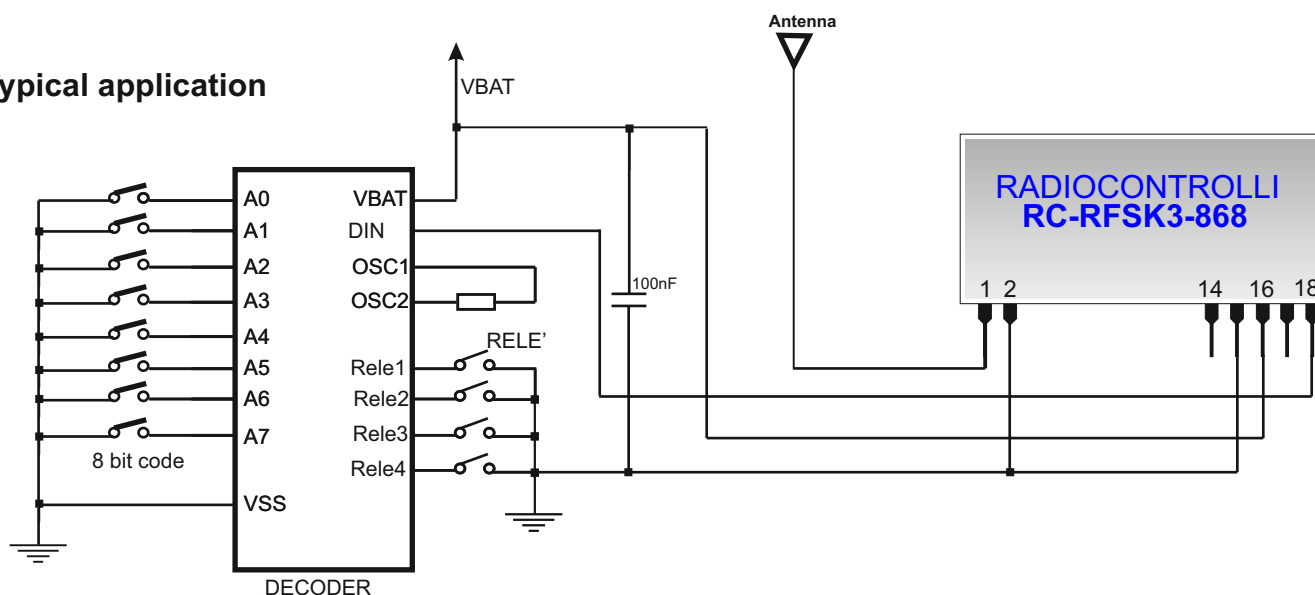 Antenna
ypical application
VBAT
RADIOCONTROLLI
RC-RFSK3-868
A0 VBAT
A1 DIN
A2 OSC1
A3 OSC2
100nF
1 2 14 16 18
A4
RELE'
A5 Rele1
A6 Rele2
A7 Rele3
8 bit code
Rele4
VSS
DECODER